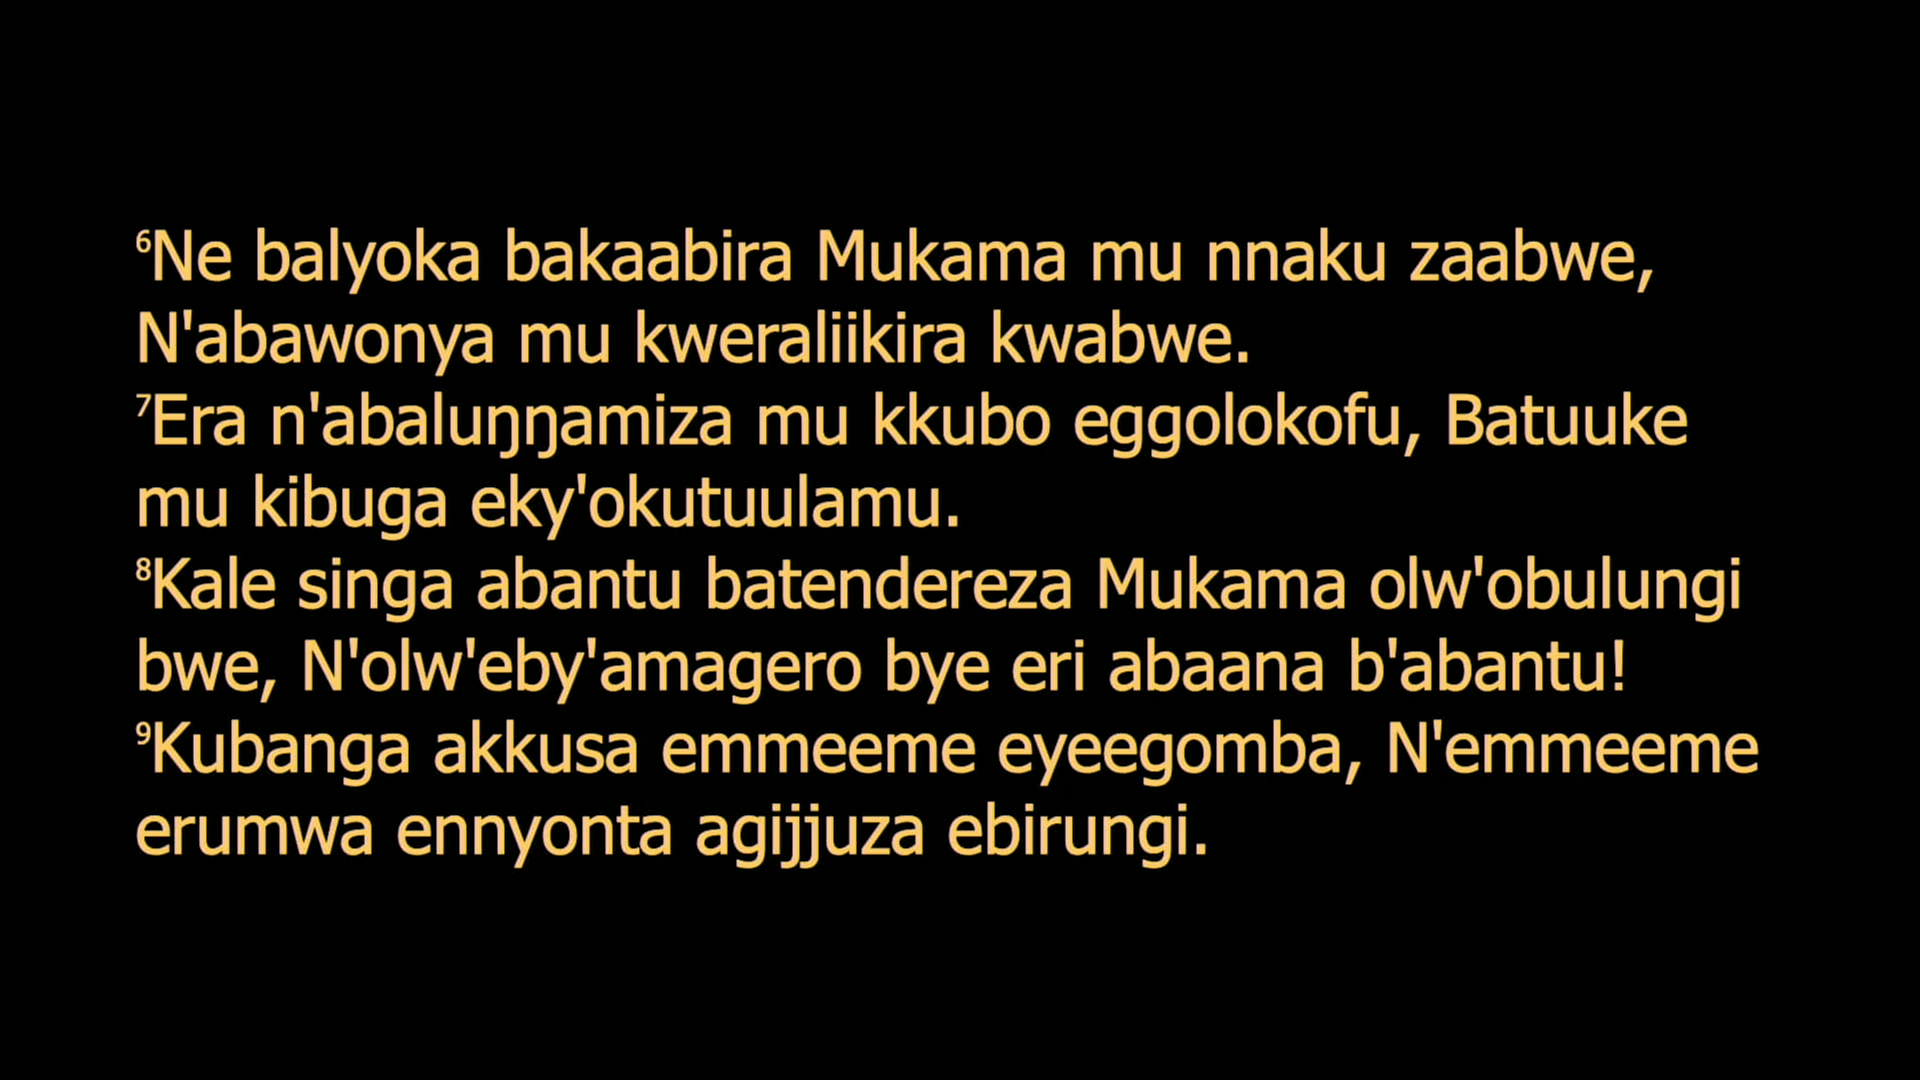 ⁶Ne balyoka bakaabira Mukama mu nnaku zaabwe,
N'abawonya mu kweraliikira kwabwe.
⁷Era n'abaluŋŋamiza mu kkubo eggolokofu, Batuuke
mu kibuga eky'okutuulamu.
⁸Kale singa abantu batendereza Mukama olw'obulungi
bwe, N'olw'eby'amagero bye eri abaana b'abantu!
⁹Kubanga akkusa emmeeme eyeegomba, N'emmeeme
erumwa ennyonta agijjuza ebirungi.